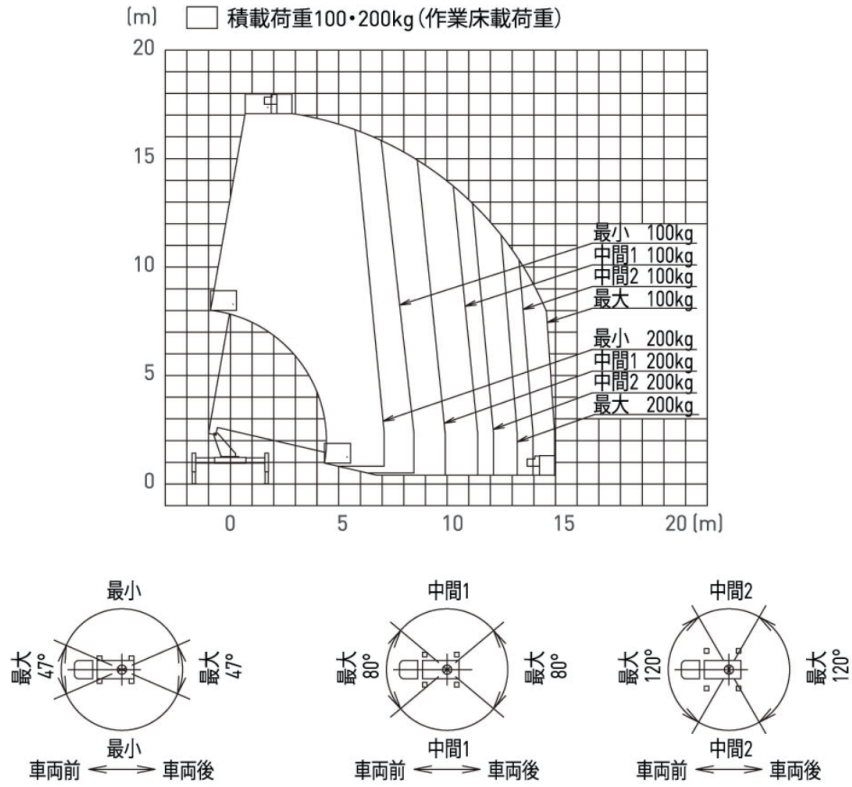 (m) 積載荷重100・200kg(作業床載荷重)
20
15
10
5
0
最小 100kg
中間1 100kg
中間2 100kg
最大 100kg
最小 200kg
中間1 200kg
中間2 200kg
最大 200kg
0 5 10 15 20 (m)
最小
最大 47°
最大 47°
最小
車両前 車両後
中間1
最大 80°
最大 80°
中間1
車両前 車両後
中間2
最大 120°
最大 120°
中間2
車両前 車両後